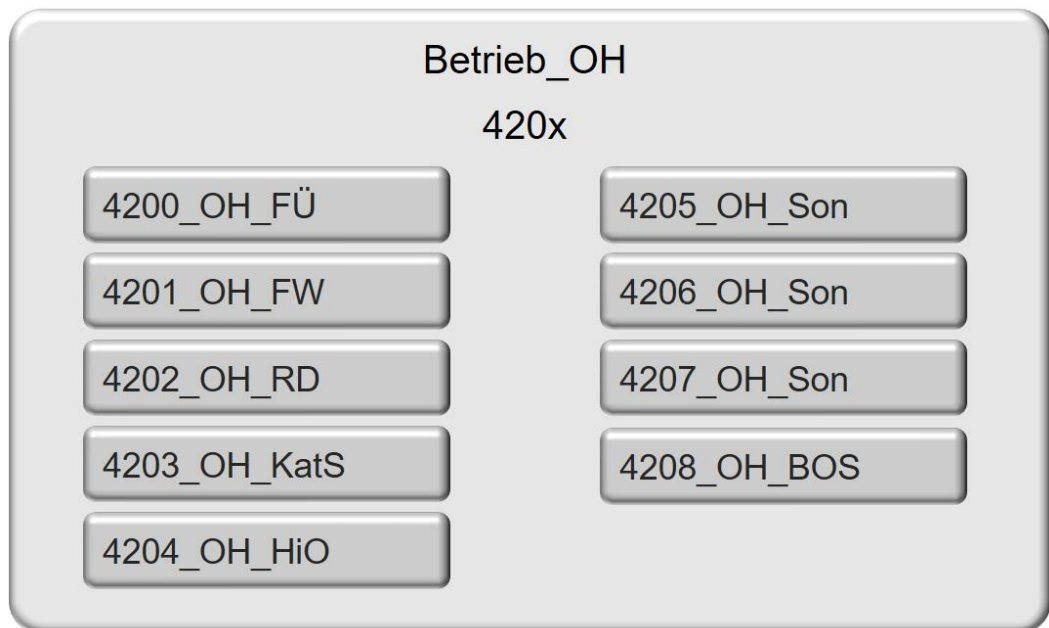 Betrieb_OH
420x
4200_OH_FÜ
4201_OH_FW
4202_OH_RD
4203_OH_KatS
4204_OH_HiO
4205_OH_Son
4206_OH_Son
4207_OH_Son
4208_OH_BOS